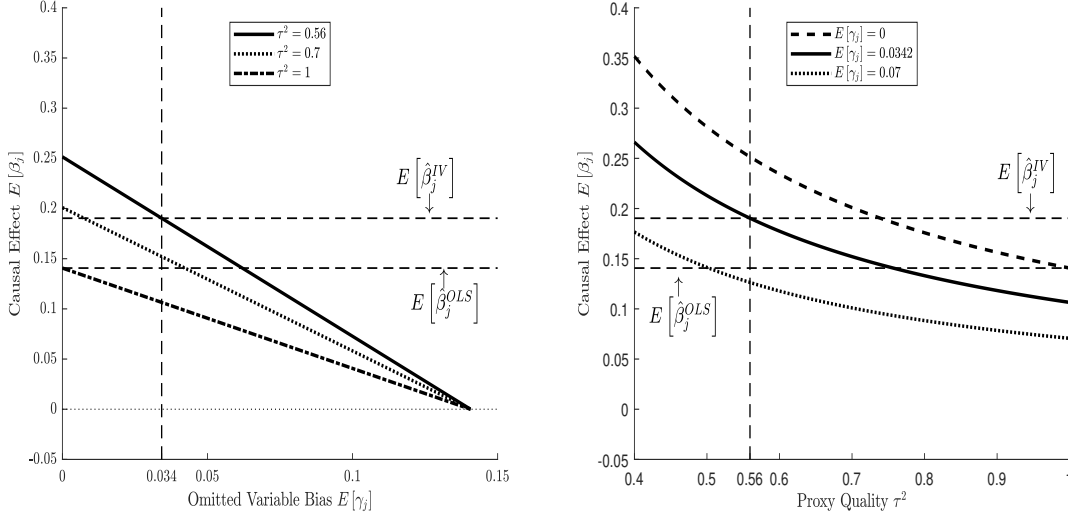 0.4
0.35
0.3
0.25
0.2
0.15
0.1
0.05
0
-0.05
Causal Effect E [β_j]
τ² = 0.56
τ² = 0.7
τ² = 1
E [β̂_j^{IV}]
↓
↑
E [β̂_j^{OLS}]
0 0.034 0.05 0.1 0.15
Omitted Variable Bias E [γ_j]
0.4
0.35
0.3
0.25
0.2
0.15
0.1
0.05
0
-0.05
Causal Effect E [β_j]
E [γ_j] = 0
E [γ_j] = 0.0342
E [γ_j] = 0.07
E [β̂_j^{IV}]
↓
↑
E [β̂_j^{OLS}]
0.4 0.5 0.56 0.6 0.7 0.8 0.9
Proxy Quality τ²